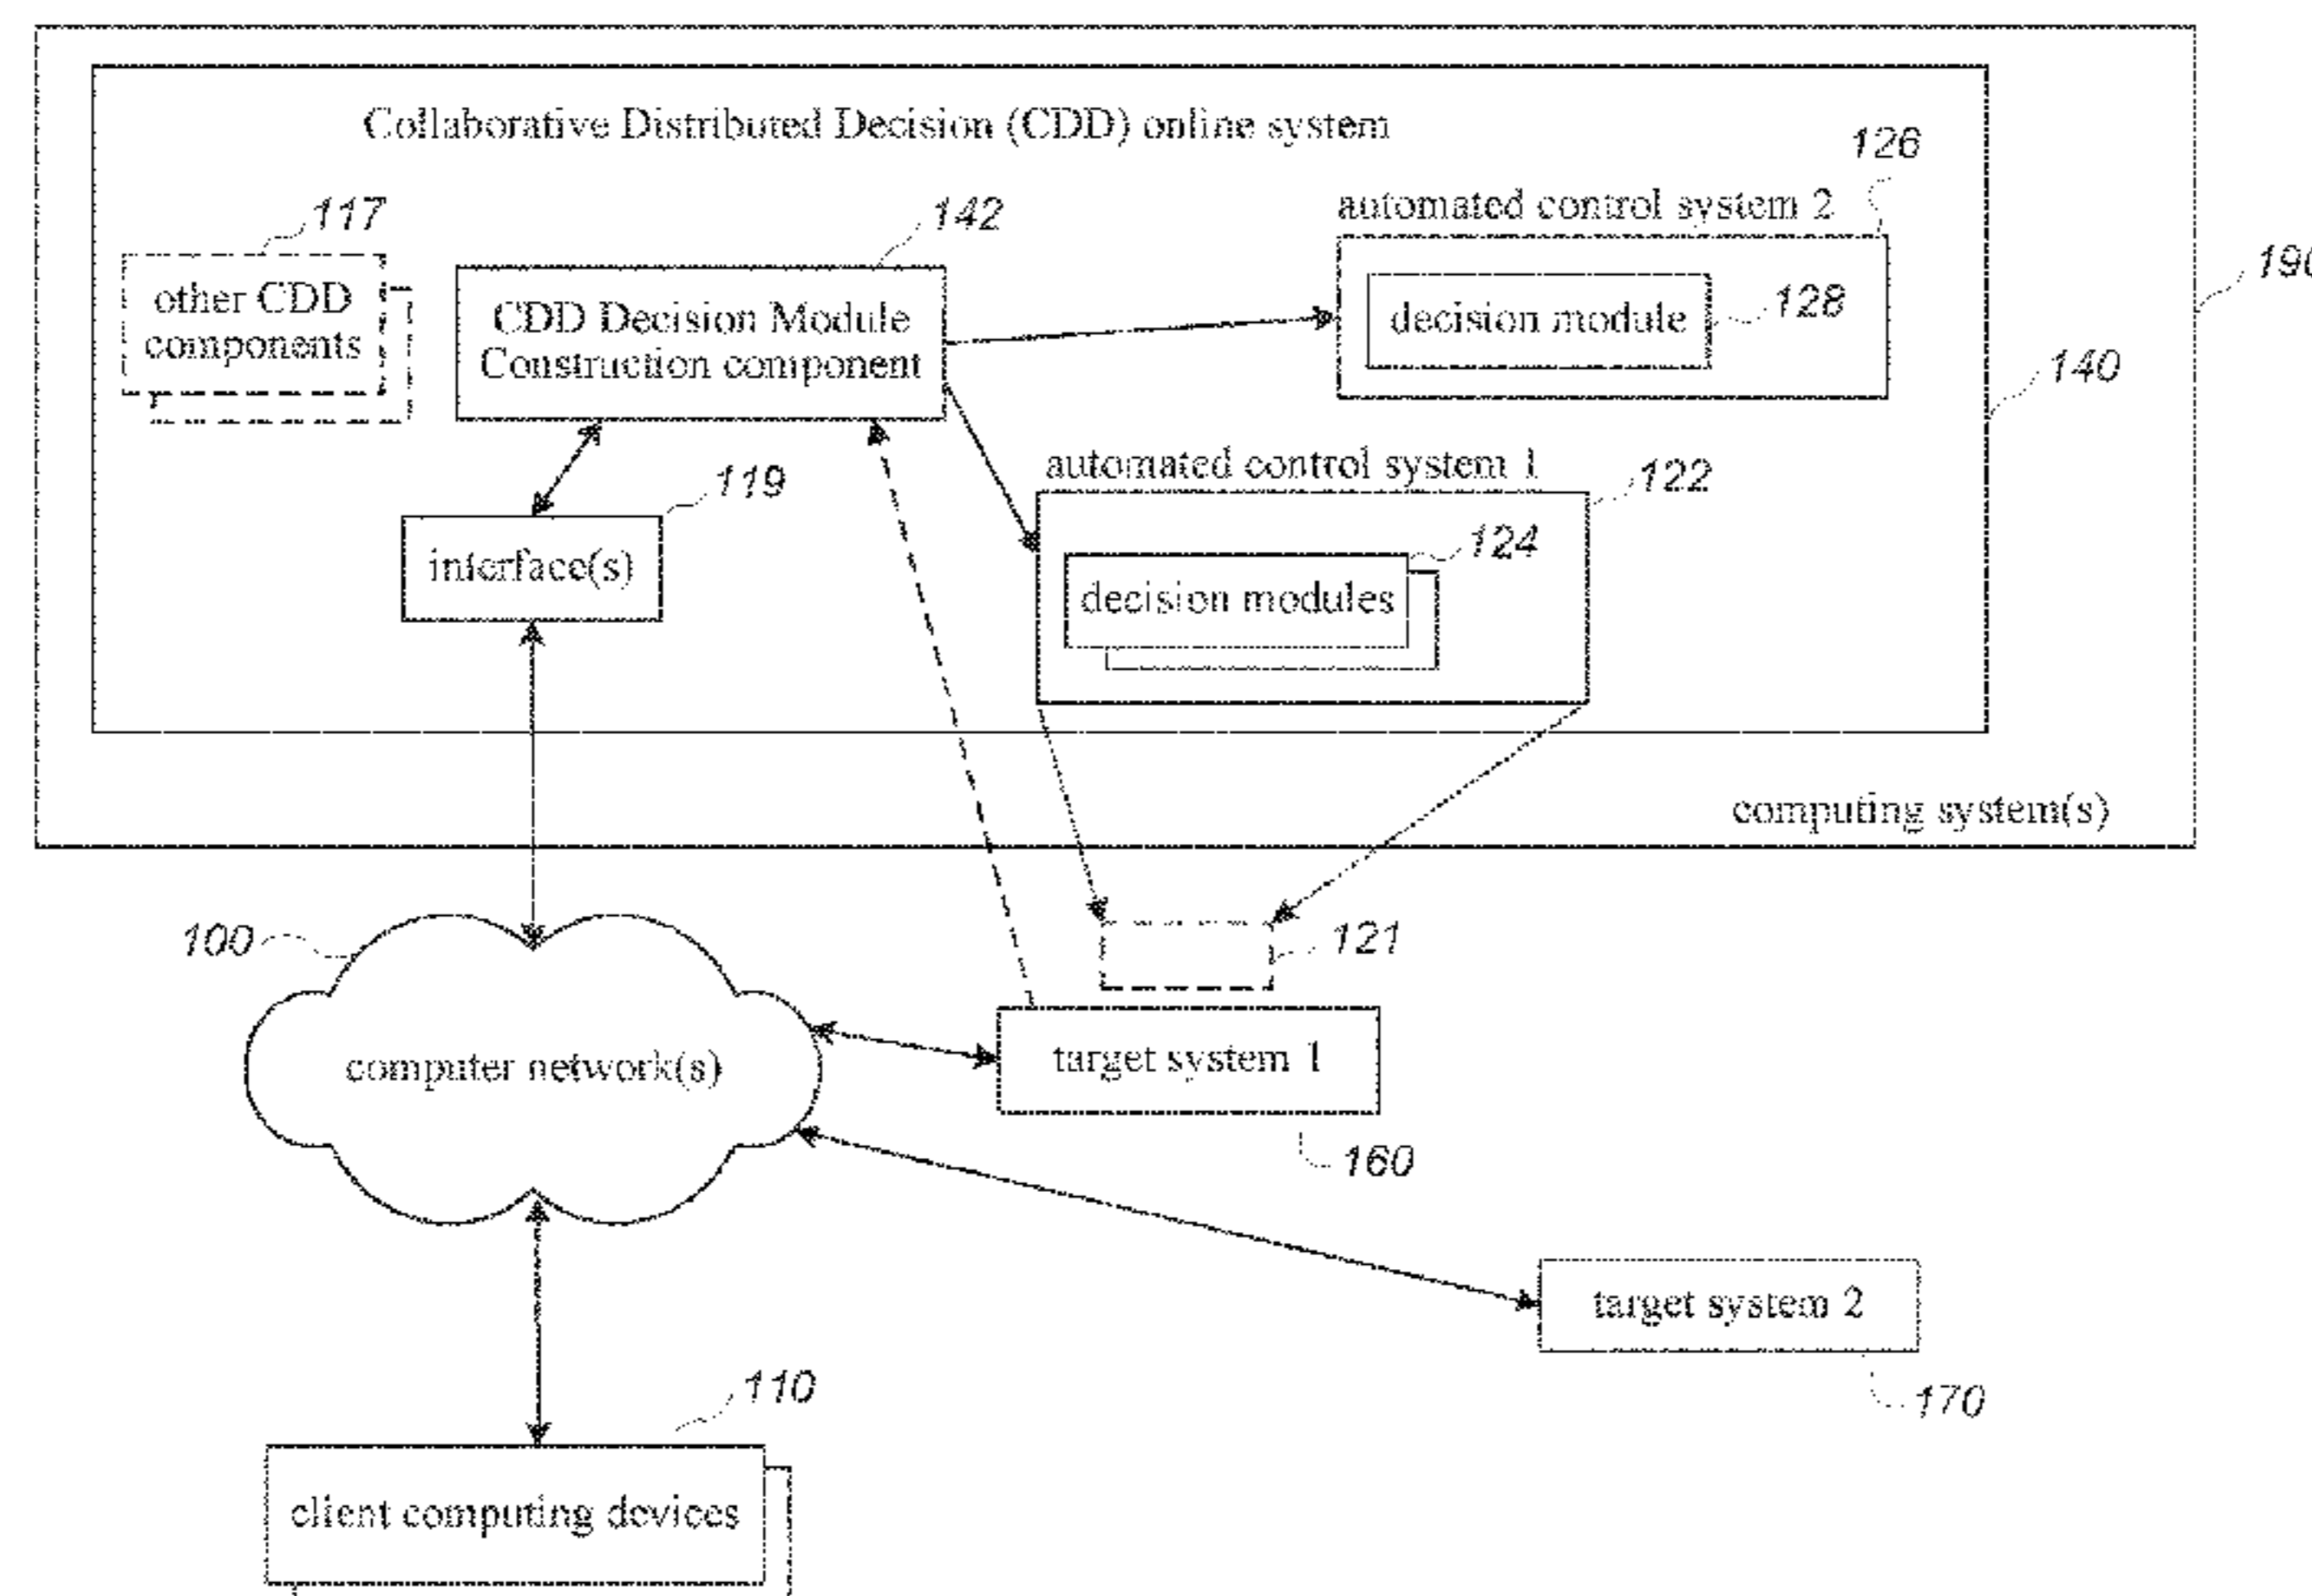 Collaborative Distributed Decision (CDD) online system
126
117
142
automated control system 2
190
other CDD
components
CDD Decision Module
Construction component
decision module
128
140
automated control system 1
119
122
124
interface(s)
decision modules
computing system(s)
100
121
computer network(s)
target system 1
160
target system 2
110
170
client computing devices